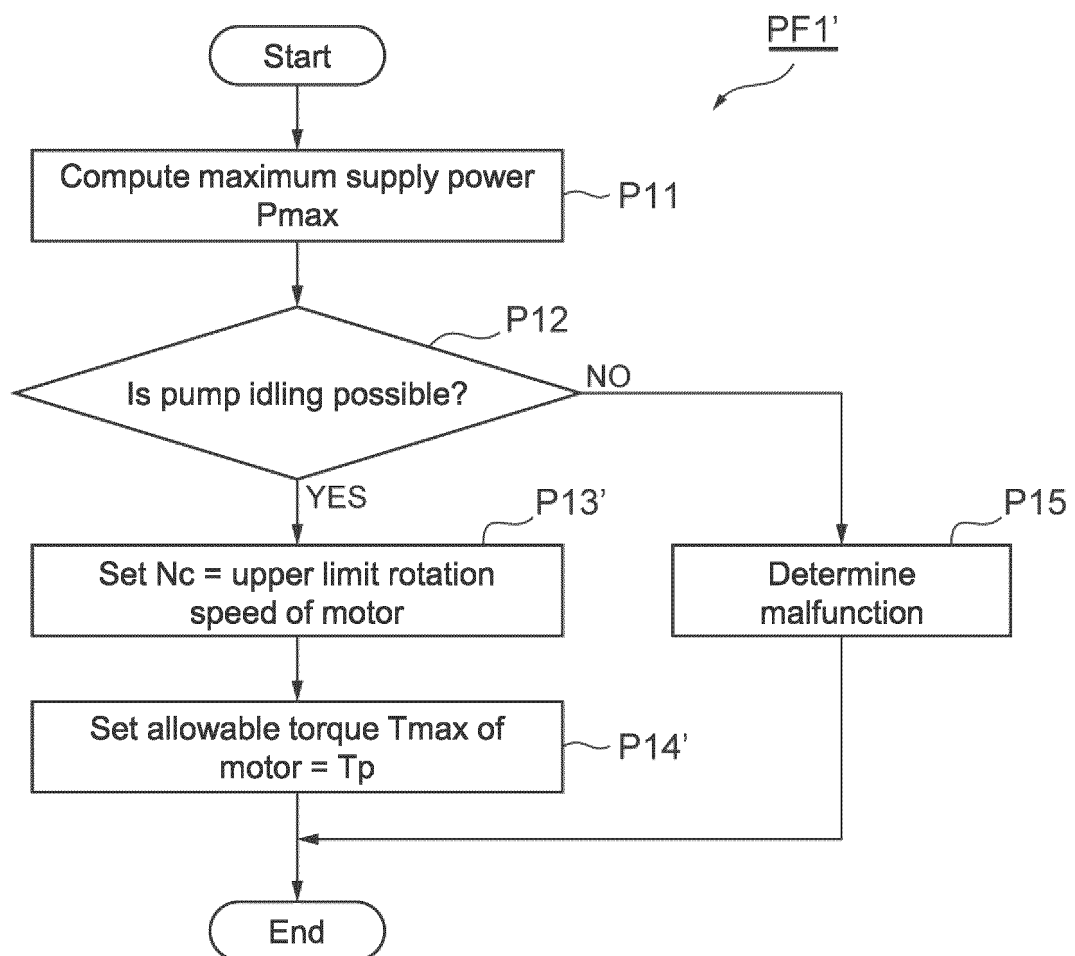 PF1'
Start
Compute maximum supply power
Pmax
P11
P12
Is pump idling possible?
NO
YES
P13'
Set Nc = upper limit rotation
speed of motor
P15
Determine
malfunction
Set allowable torque Tmax of
motor = Tp
P14'
End